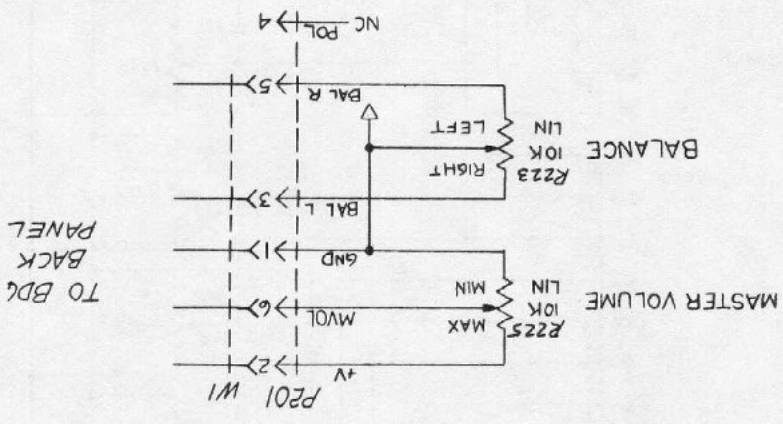 P201 W1
+V 2
R225 MAX
MASTER VOLUME 10K MVOL 6
LIN MIN
GND 1
TO BD4
BACK
PANEL
BAL L 3
R223 RIGHT
BALANCE 10K
LIN LEFT
BAL R 5
NC POL 4